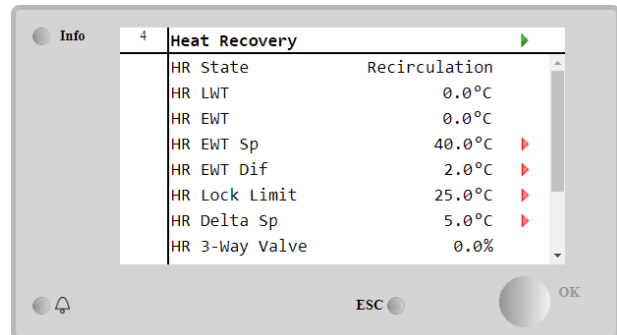 Info
4 Heat Recovery
HR State Recirculation
HR LWT 0.0°C
HR EWT 0.0°C
HR EWT Sp 40.0°C
HR EWT Dif 2.0°C
HR Lock Limit 25.0°C
HR Delta Sp 5.0°C
HR 3-Way Valve 0.0%
ESC OK